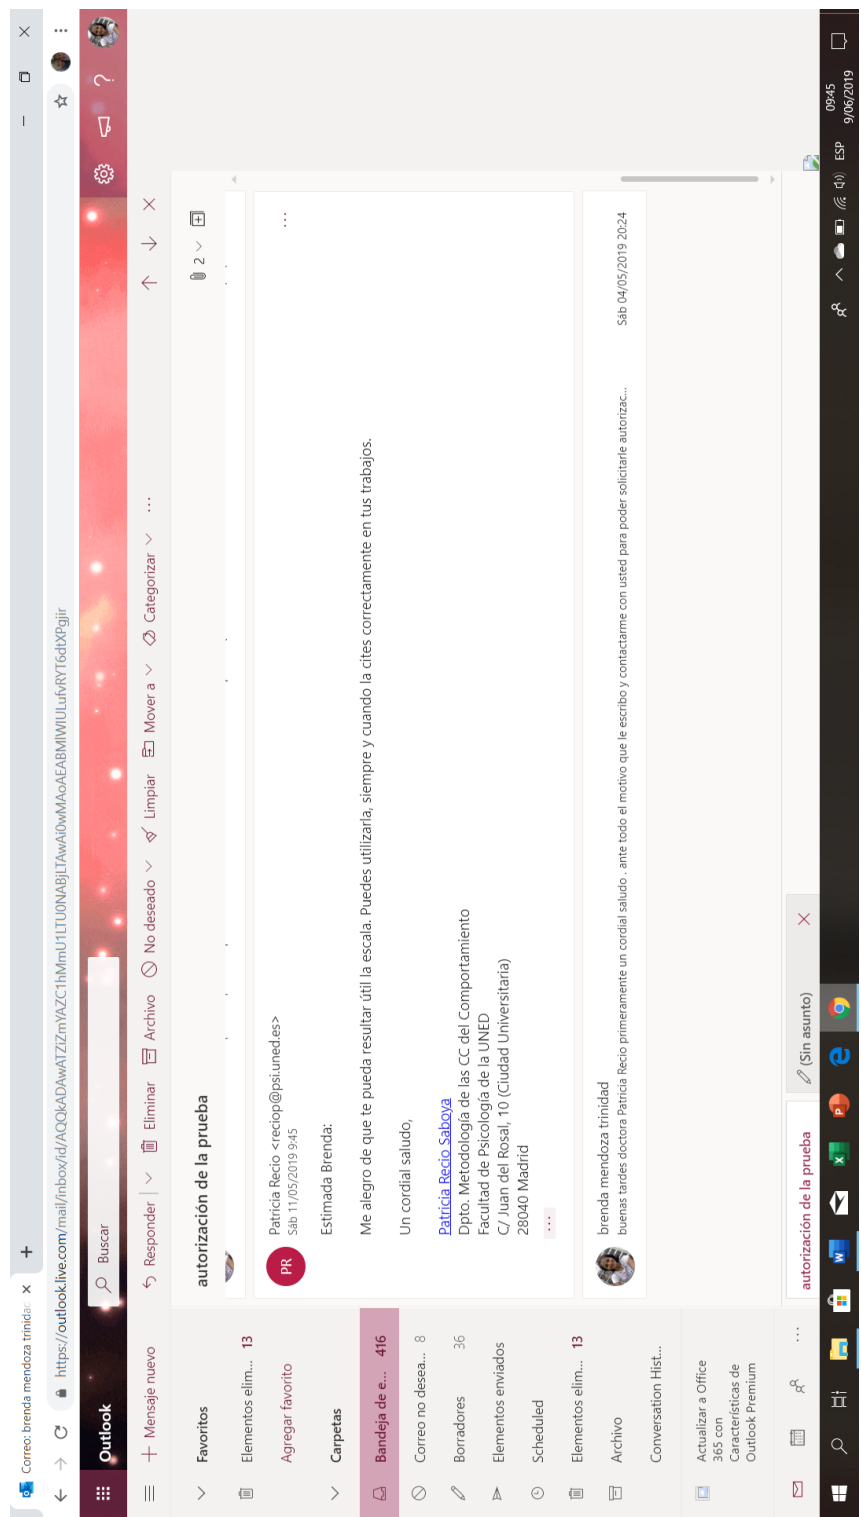 Correo: brenda mendoza trinidad
https://outlook.live.com/mail/inbox/id/AQQkADAwATZiZmYAZC1hMmU1LTU0NABjLTAwAi0wMAoAEABMlWlULufvRYT6dtXPgjir
Outlook
Buscar
Mensaje nuevo
Responder
Eliminar
Archivo
No deseado
Limpiar
Mover a
Categorizar
...
Favoritos
Elementos elim... 13
Agregar favorito
Carpetas
Bandeja de e... 416
Correo no desea... 8
Borradores 36
Elementos enviados
Scheduled
Elementos elim... 13
Archivo
Conversation Hist...
Actualizar a Office
365 con
Características de
Outlook Premium
autorización de la prueba
2
PR
Patricia Recio <reciop@psi.uned.es>
Sáb 11/05/2019 9:45
Estimada Brenda:
Me alegro de que te pueda resultar útil la escala. Puedes utilizarla, siempre y cuando la cites correctamente en tus trabajos.
Un cordial saludo,
Patricia Recio Saboya
Dpto. Metodología de las CC del Comportamiento
Facultad de Psicología de la UNED
C/ Juan del Rosal, 10 (Ciudad Universitaria)
28040 Madrid
...
brenda mendoza trinidad
buenas tardes doctora Patricia Recio primeramente un cordial saludo . ante todo el motivo que le escribo y contactarme con usted para poder solicitarle autorizac...
Sáb 04/05/2019 20:24
autorización de la prueba
(Sin asunto)
ESP
09:45
9/06/2019